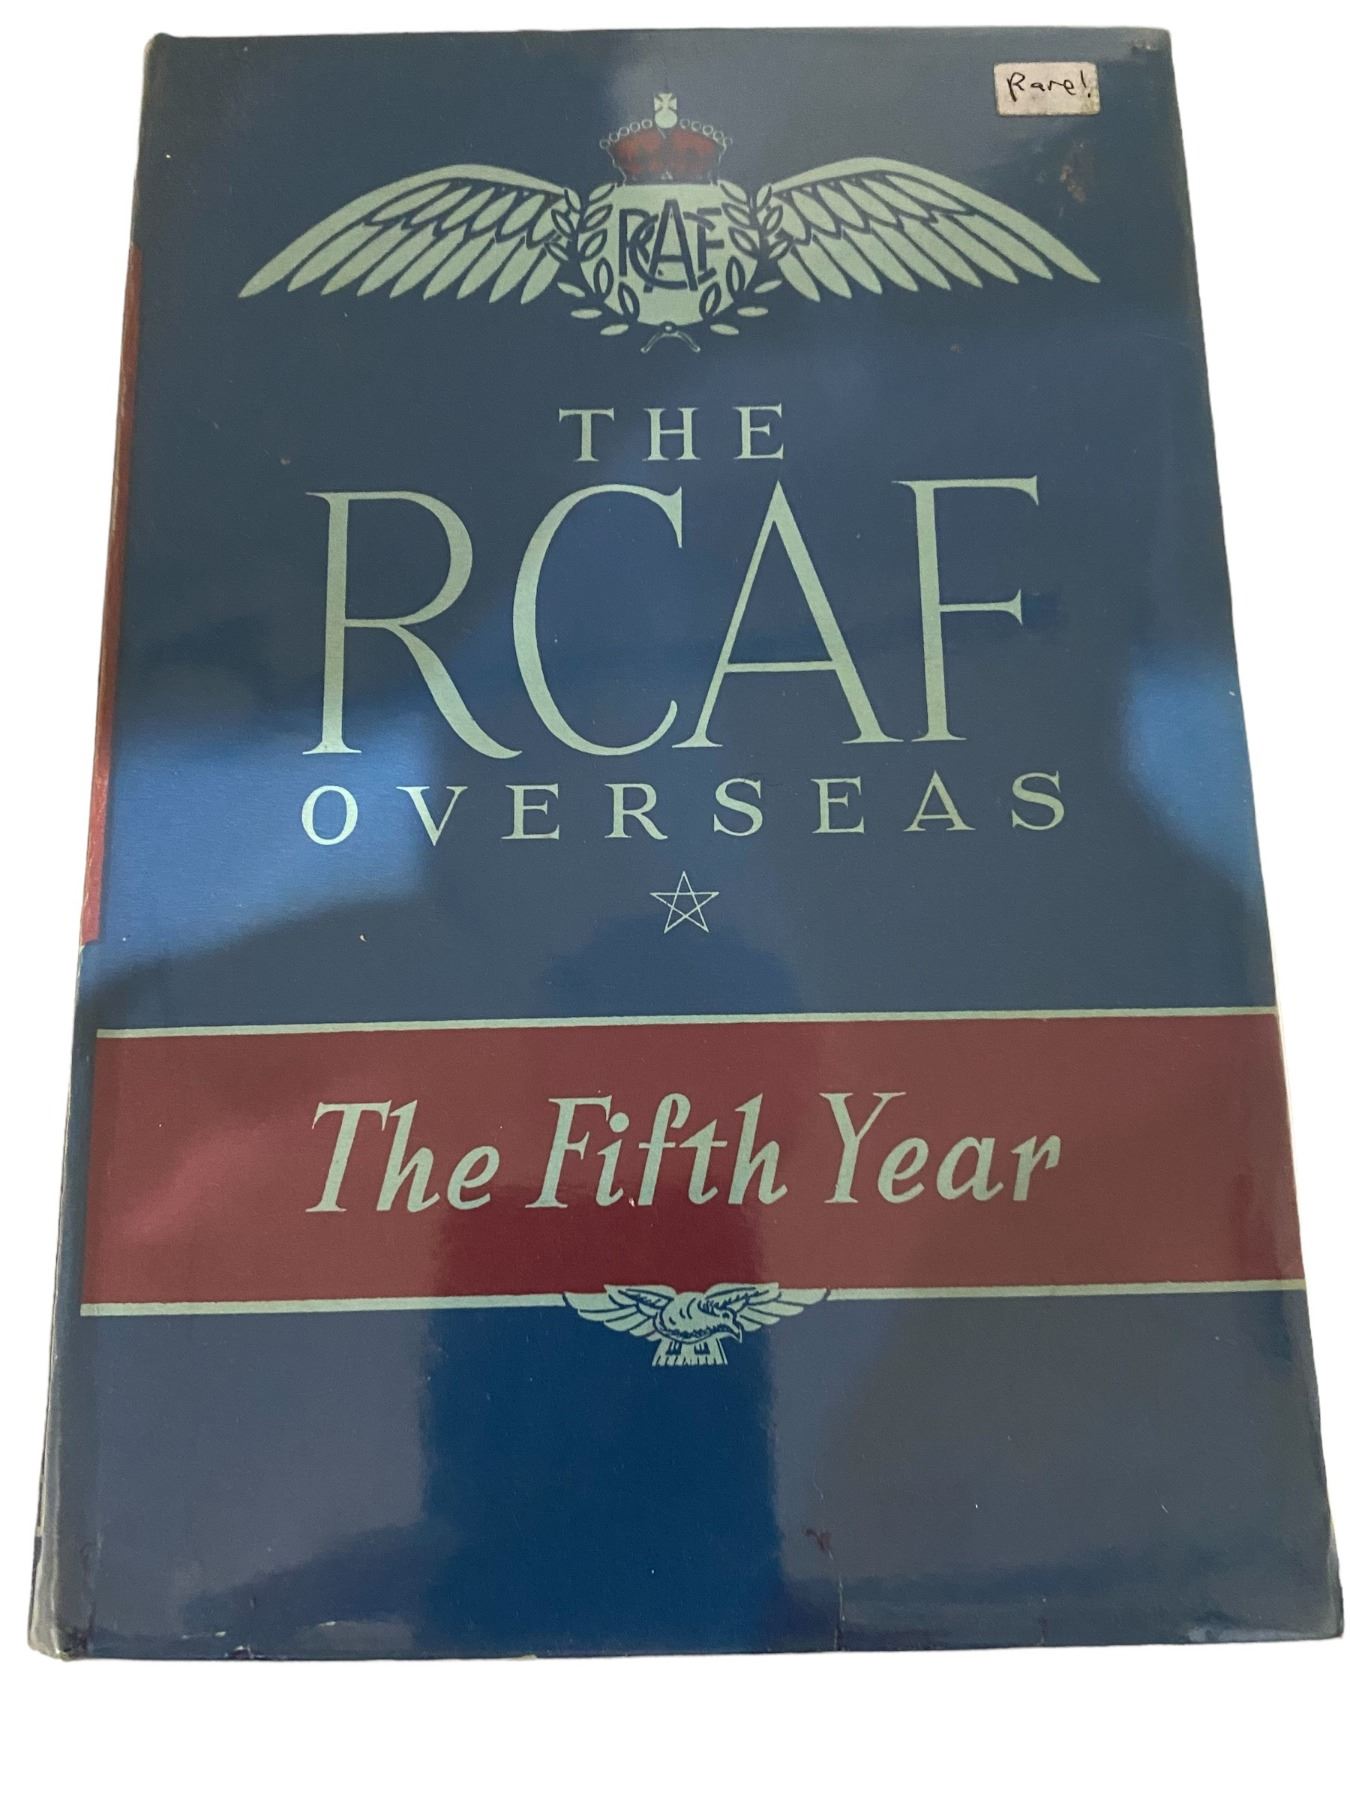 Rare!
RCAF
THE
RCAF
OVERSEAS
The Fifth Year